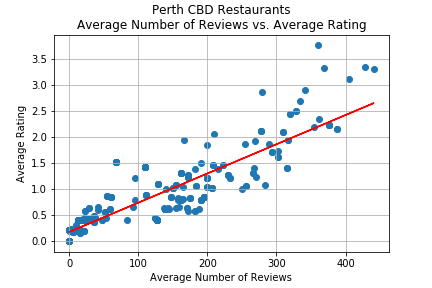 Perth CBD Restaurants
Average Number of Reviews vs. Average Rating
3.5
3.0
2.5
2.0
1.5
1.0
0.5
0.0
Average Rating
0 100 200 300 400
Average Number of Reviews